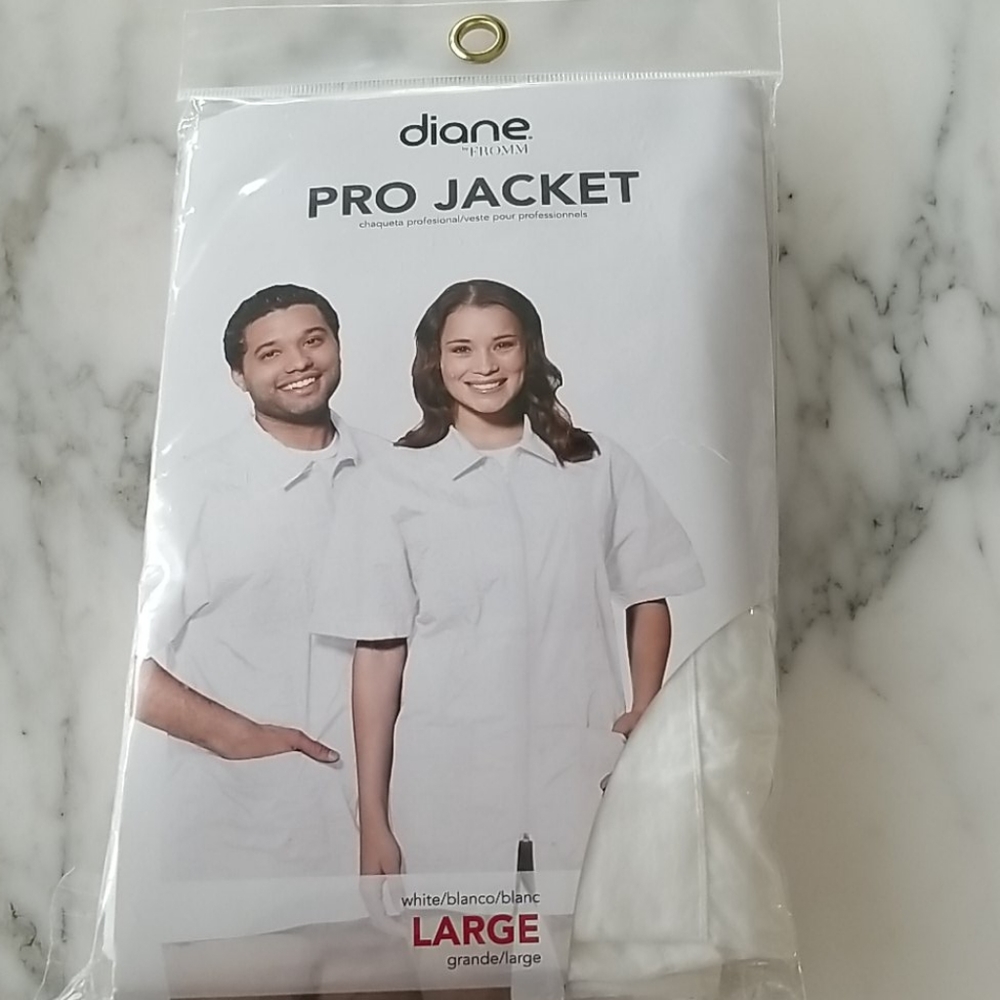 diane
by FROMM
PRO JACKET
chaqueta profesional/veste pour professionnels
white/blanco/blanc
LARGE
grande/large